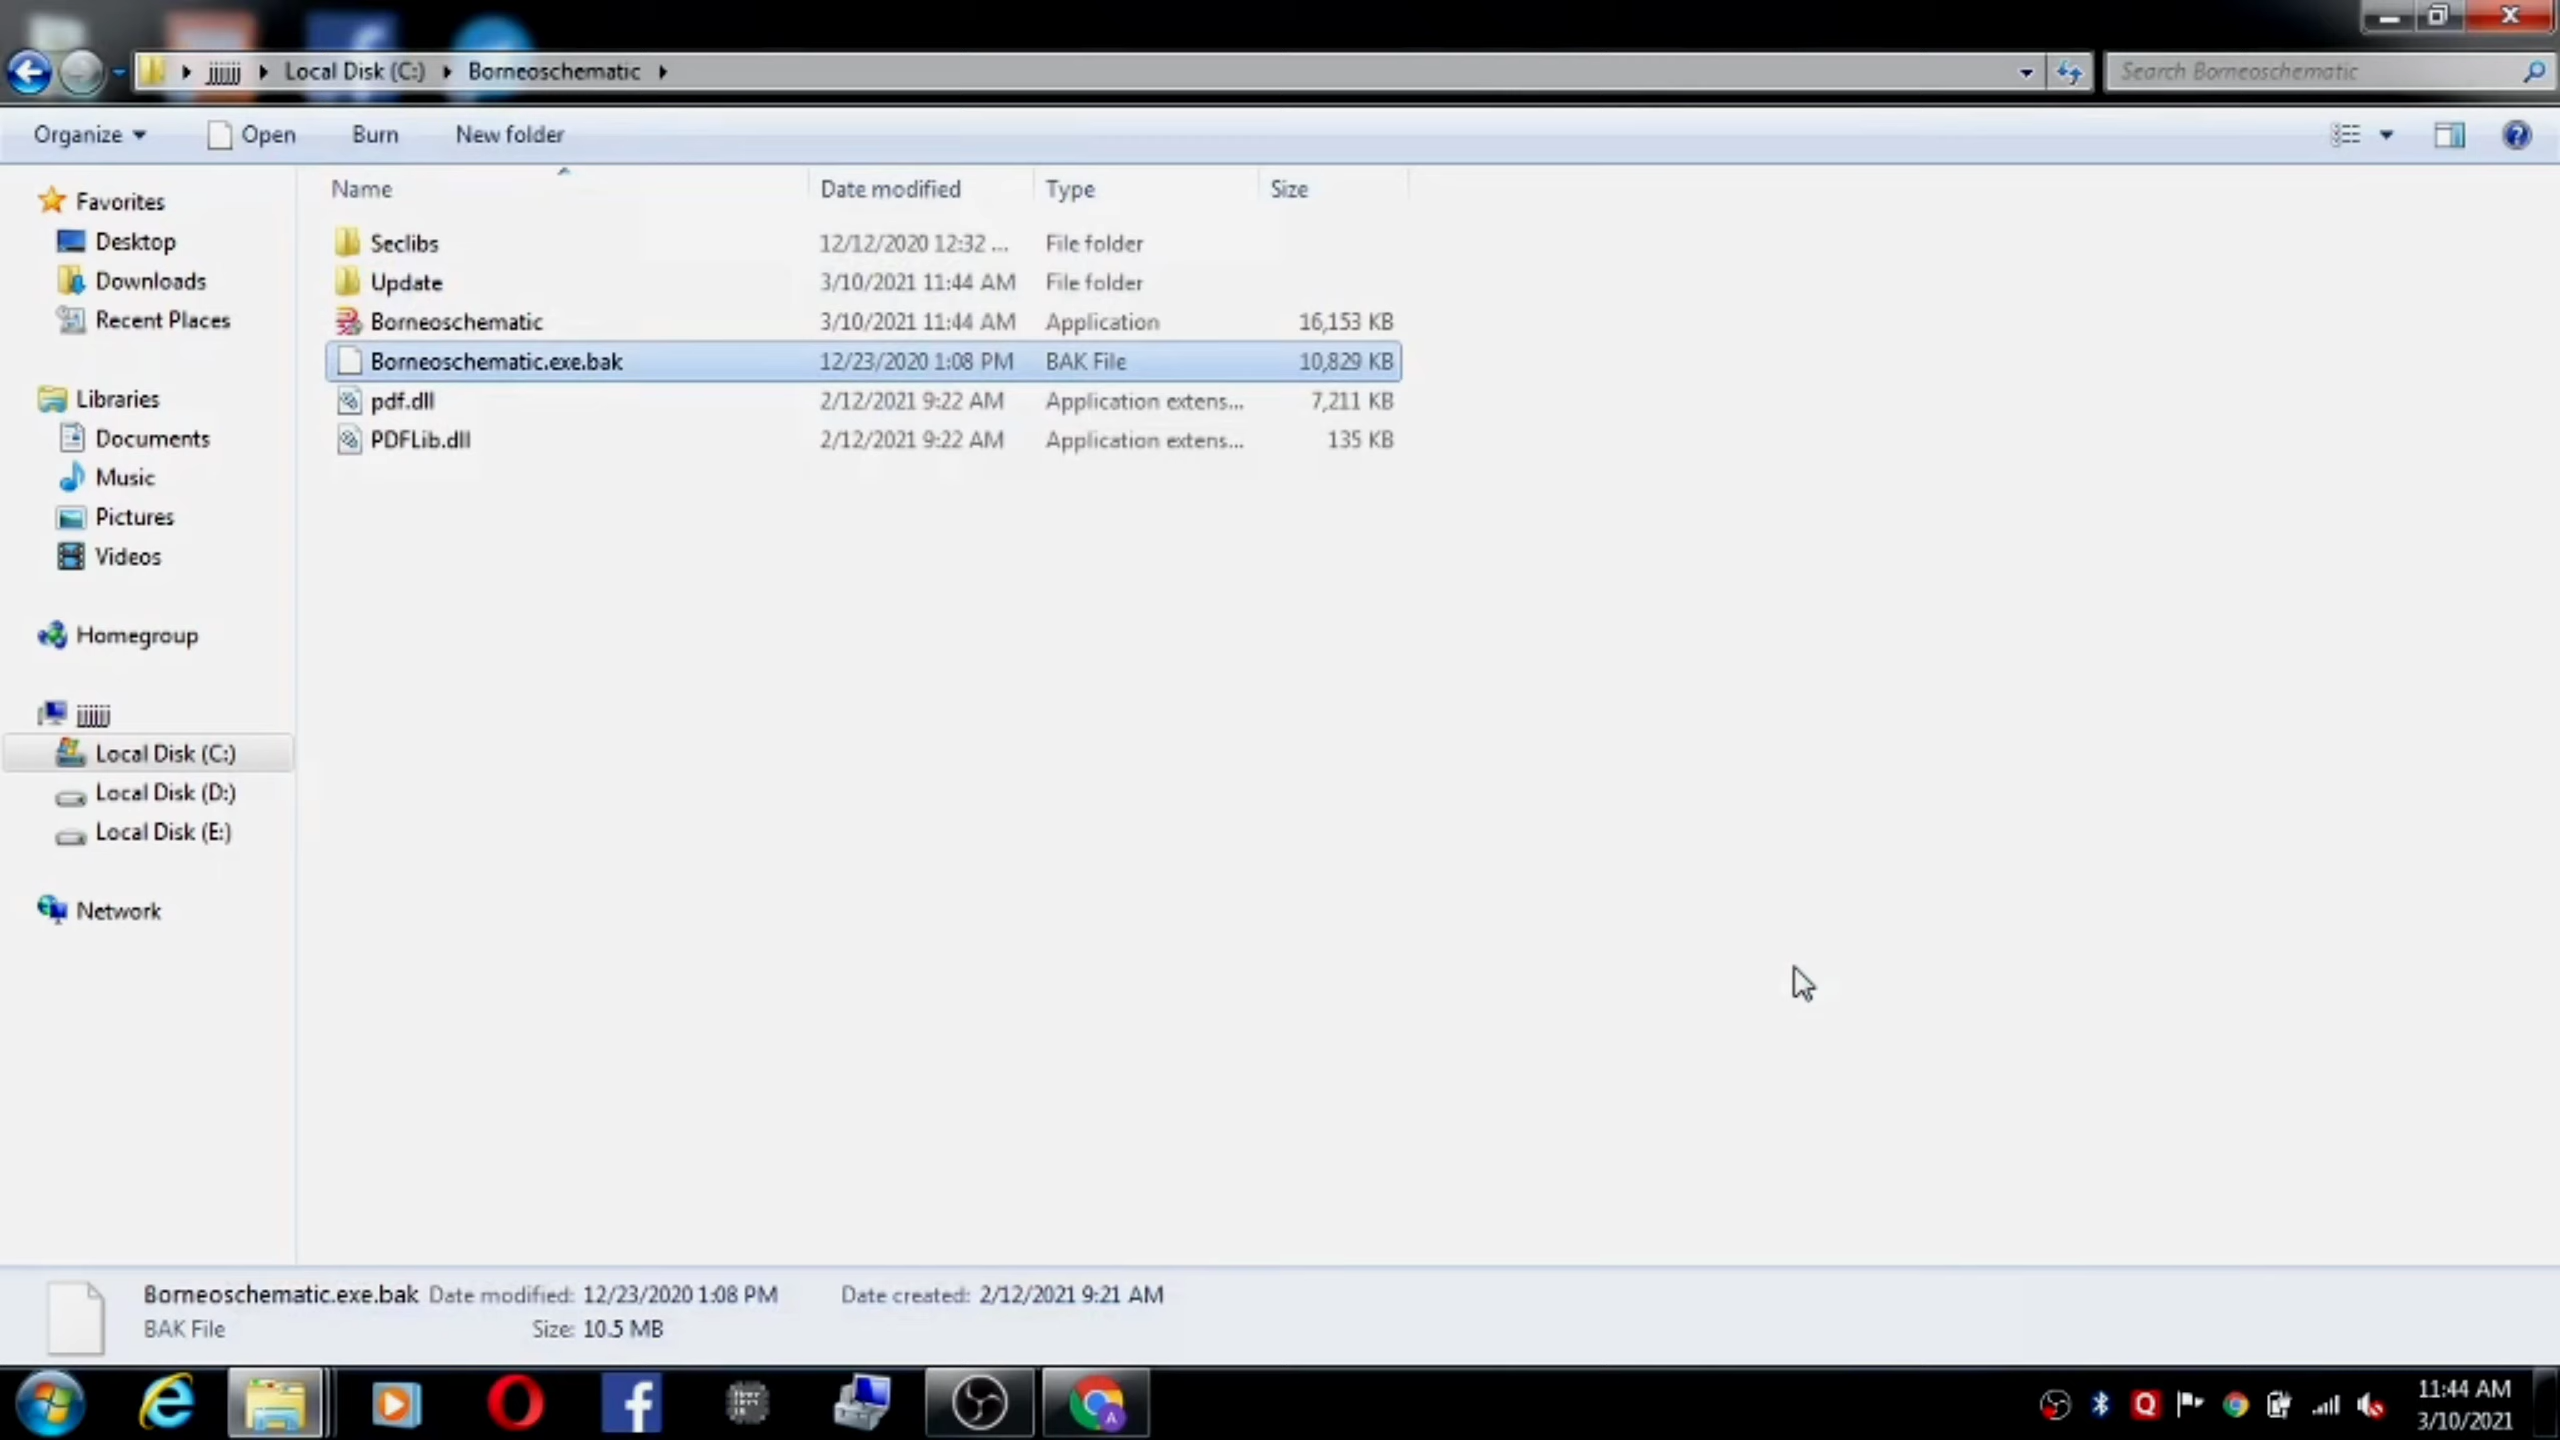 jjjjjjj Local Disk (C:) Borneoschematic Search Borneoschematic
Organize Open Burn New folder
Name Date modified Type Size
Favorites
Desktop
Downloads
Recent Places
Libraries
Documents
Music
Pictures
Videos
Homegroup
jjjjjjj
Local Disk (C:)
Local Disk (D:)
Local Disk (E:)
Network
Seclibs 12/12/2020 12:32 ... File folder
Update 3/10/2021 11:44 AM File folder
Borneoschematic 3/10/2021 11:44 AM Application 16,153 KB
Borneoschematic.exe.bak 12/23/2020 1:08 PM BAK File 10,829 KB
pdf.dll 2/12/2021 9:22 AM Application extens... 7,211 KB
PDFLib.dll 2/12/2021 9:22 AM Application extens... 135 KB
Borneoschematic.exe.bak Date modified: 12/23/2020 1:08 PM Date created: 2/12/2021 9:21 AM
BAK File Size: 10.5 MB
11:44 AM
3/10/2021